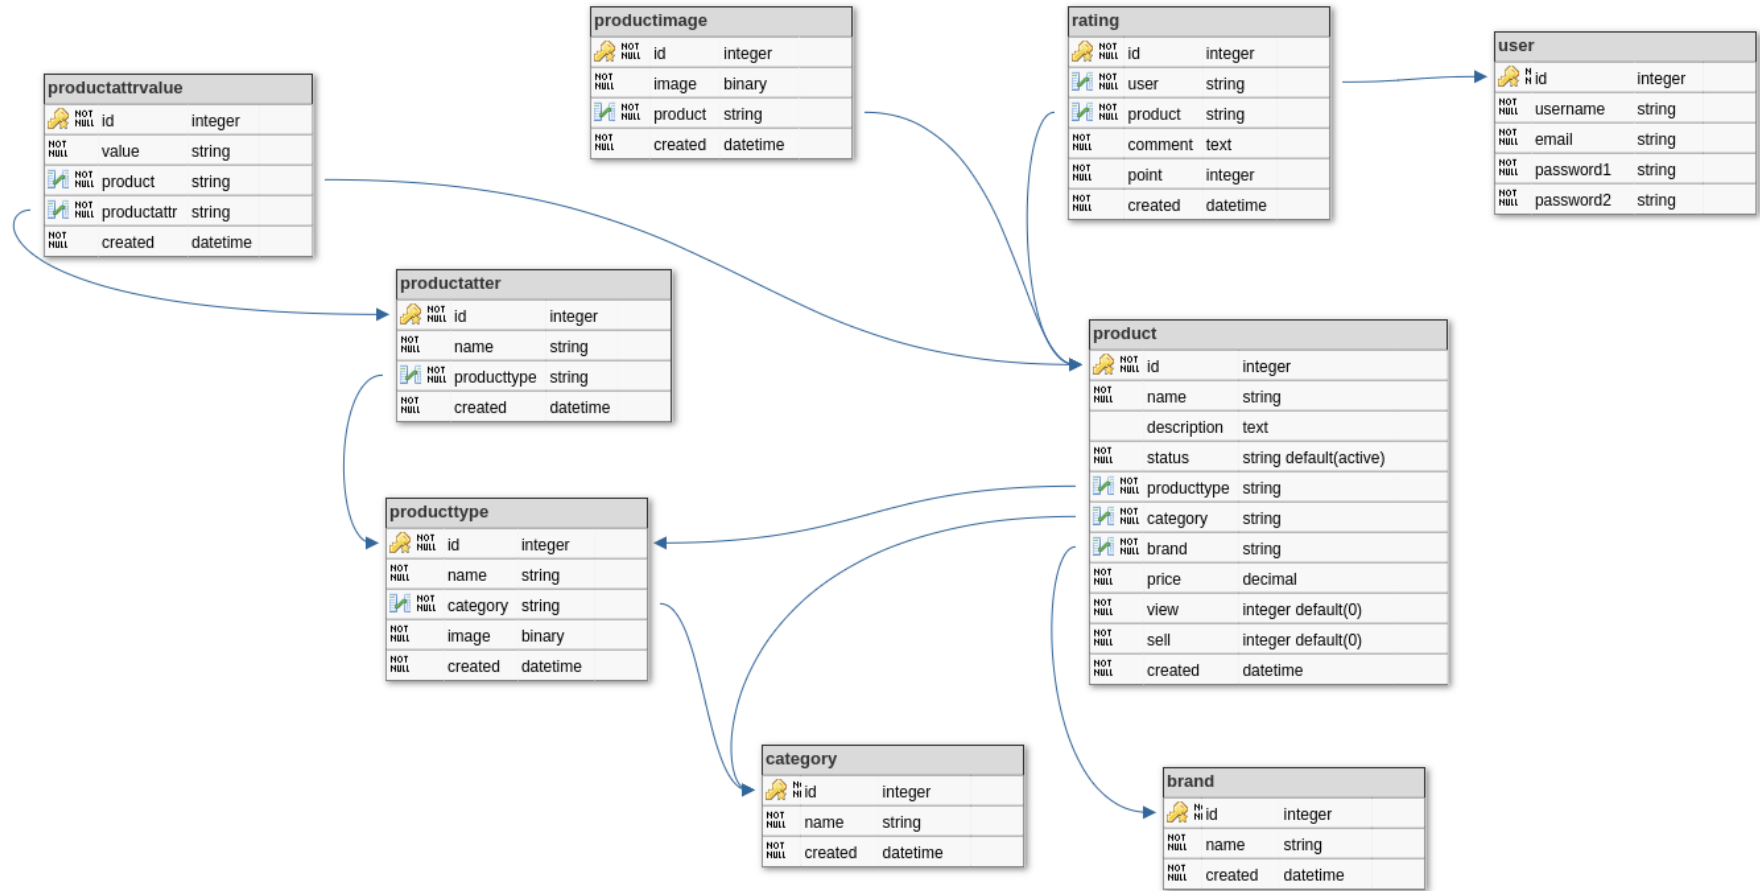 productimage
NOT NULL id integer
NOT NULL image binary
NOT NULL product string
NOT NULL created datetime
rating
NOT NULL id integer
NOT NULL user string
NOT NULL product string
NOT NULL comment text
NOT NULL point integer
NOT NULL created datetime
user
N N id integer
NOT NULL username string
NOT NULL email string
NOT NULL password1 string
NOT NULL password2 string
productattrvalue
NOT NULL id integer
NOT NULL value string
NOT NULL product string
NOT NULL productattr string
NOT NULL created datetime
productatter
NOT NULL id integer
NOT NULL name string
NOT NULL producttype string
NOT NULL created datetime
product
NOT NULL id integer
NOT NULL name string
description text
NOT NULL status string default(active)
NOT NULL producttype string
NOT NULL category string
NOT NULL brand string
NOT NULL price decimal
NOT NULL view integer default(0)
NOT NULL sell integer default(0)
NOT NULL created datetime
producttype
NOT NULL id integer
NOT NULL name string
NOT NULL category string
NOT NULL image binary
NOT NULL created datetime
category
id integer
NOT NULL name string
NOT NULL created datetime
brand
id integer
NOT NULL name string
NOT NULL created datetime